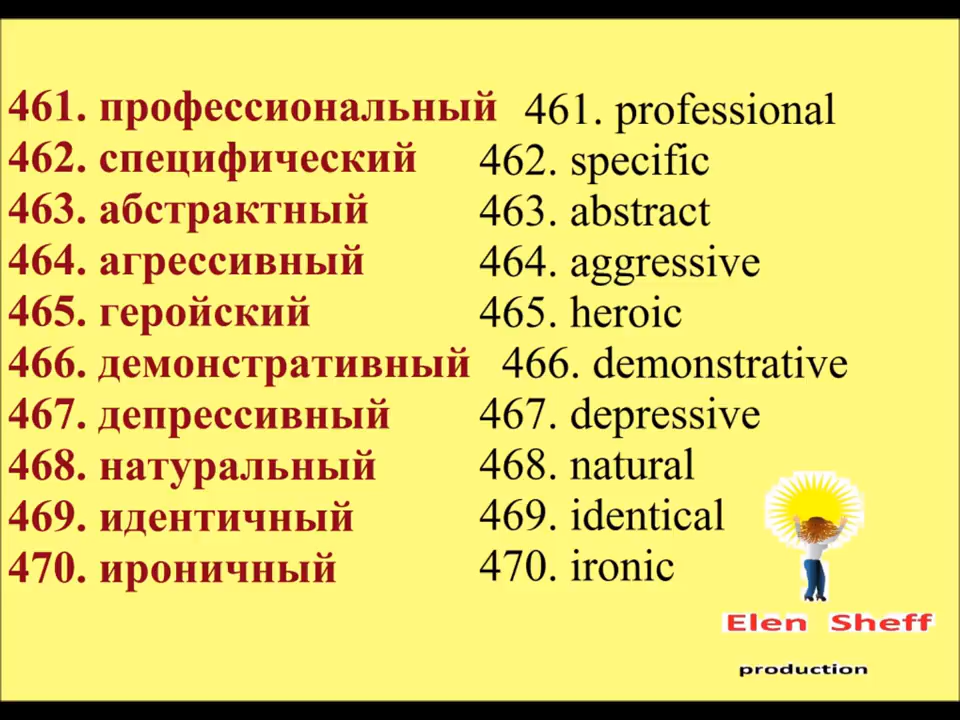 461. профессиональный 461. professional
462. специфический 462. specific
463. абстрактный 463. abstract
464. агрессивный 464. aggressive
465. геройский 465. heroic
466. демонстративный 466. demonstrative
467. депрессивный 467. depressive
468. натуральный 468. natural
469. идентичный 469. identical
470. ироничный 470. ironic
Elen Sheff
production